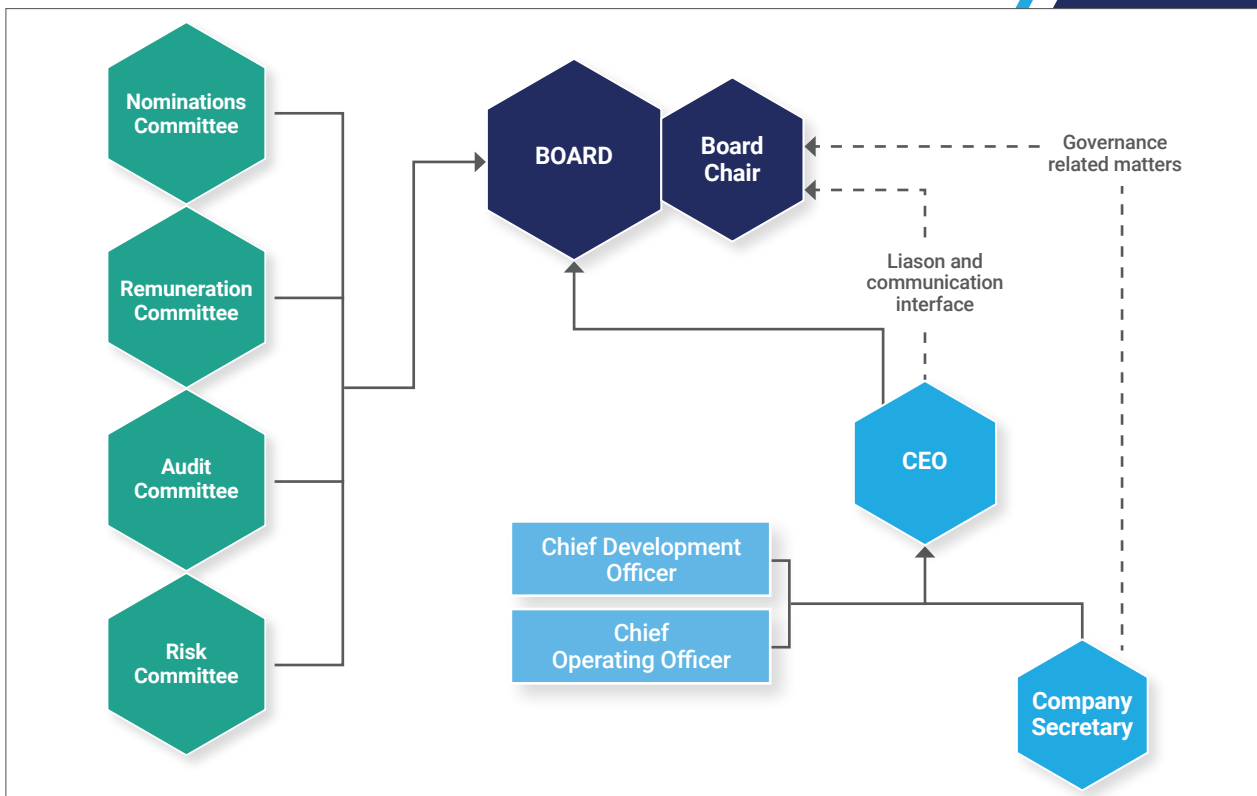 Nominations
Committee
Remuneration
Committee
Audit
Committee
Risk
Committee
BOARD
Board
Chair
Governance
related matters
Liason and
communication
interface
CEO
Chief Development
Officer
Chief
Operating Officer
Company
Secretary